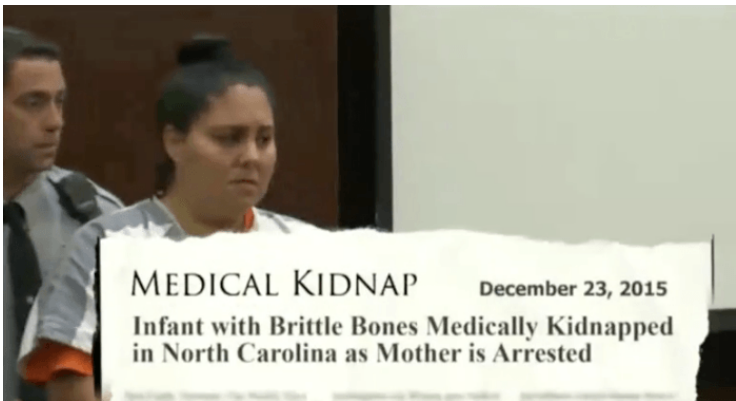 MEDICAL KIDNAP
December 23, 2015
Infant with Brittle Bones Medically Kidnapped
in North Carolina as Mother is Arrested